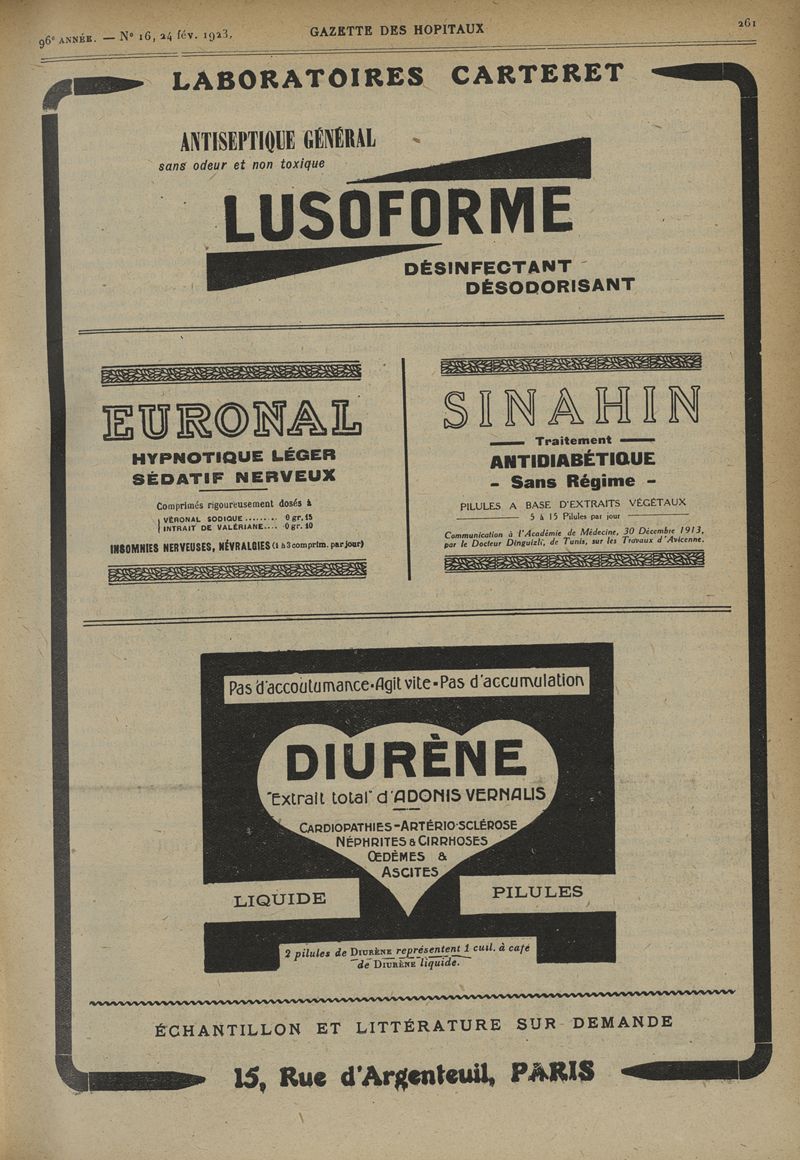 96e ANNÉE. — N° 16, 24 fév. 1923.
GAZETTE DES HOPITAUX
261
LABORATOIRES CARTERET
ANTISEPTIQUE GÉNÉRAL
sans odeur et non toxique
LUSOFORME
DÉSINFECTANT
DÉSODORISANT
EURONAL
HYPNOTIQUE LÉGER
SÉDATIF NERVEUX
Comprimés rigoureusement dosés à
VÉRONAL SODIQUE ......... 0 gr. 15
INTRAIT DE VALÉRIANE.... 0 gr. 10
INSOMNIES NERVEUSES, NÉVRALGIES (1 à 3 comprim. par jour)
SINAHIN
Traitement
ANTIDIABÉTIQUE
- Sans Régime -
PILULES A BASE D'EXTRAITS VÉGÉTAUX
5 à 15 Pilules par jour
Communication à l'Académie de Médecine, 30 Décembre 1913,
par le Docteur Dinguizli, de Tunis, sur les Travaux d'Avicenne.
Pas d'accoutumance-Agit vite-Pas d'accumulation
DIURÈNE
"Extrait total" d'ADONIS VERNALIS
CARDIOPATHIES-ARTÉRIO-SCLÉROSE
NÉPHRITES & CIRRHOSES
ŒDÈMES &
ASCITES
LIQUIDE
PILULES
2 pilules de DIURÈNE représentent 1 cuil. à café
de DIURÈNE liquide.
ÉCHANTILLON ET LITTÉRATURE SUR DEMANDE
15, Rue d'Argenteuil, PARIS